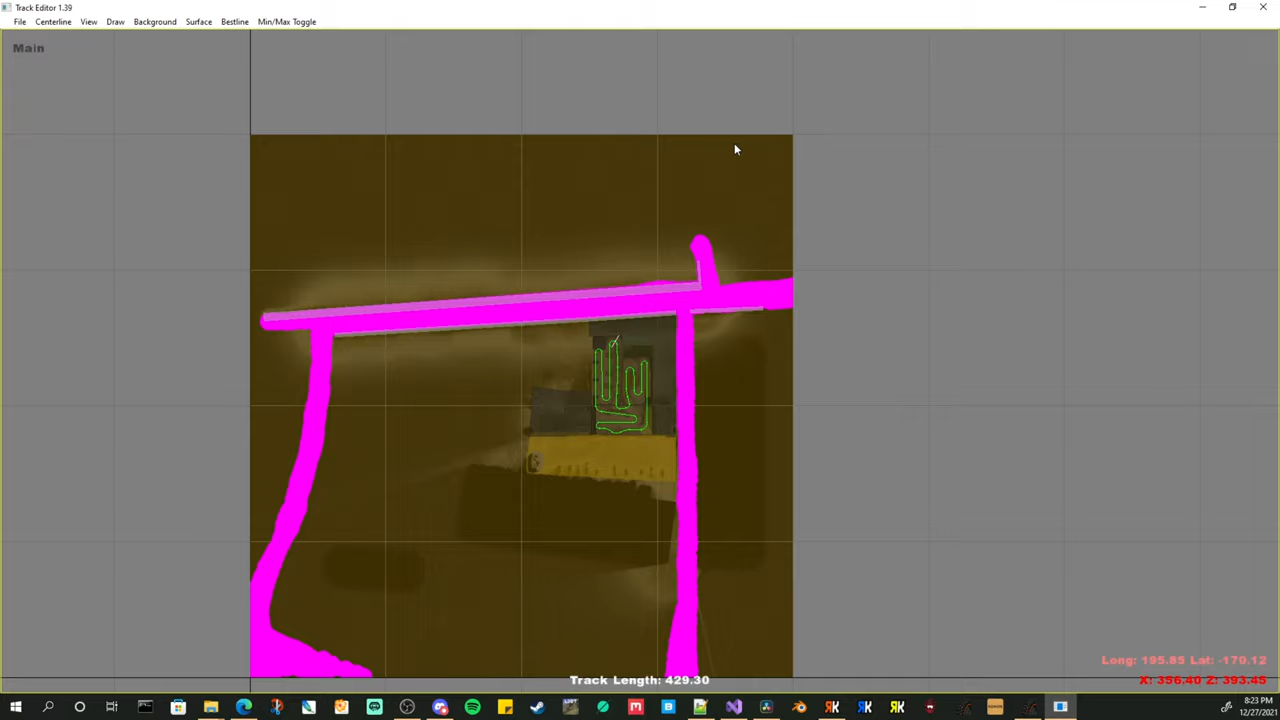 Track Editor 1.39
File Centerline View Draw Background Surface Bestline Min/Max Toggle
Main
Long: 195.85 Lat: -170.12
Track Length: 429.30
X: 356.40 Z: 393.45
8:23 PM
12/27/2021